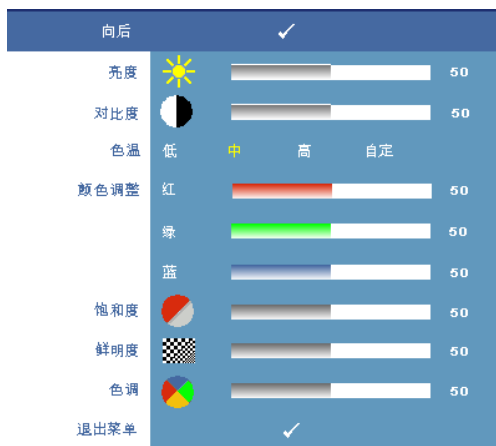 向后
亮度 50
对比度 50
色温 低 中 高 自定
颜色调整 红 50
绿 50
蓝 50
饱和度 50
鲜明度 50
色调 50
退出菜单